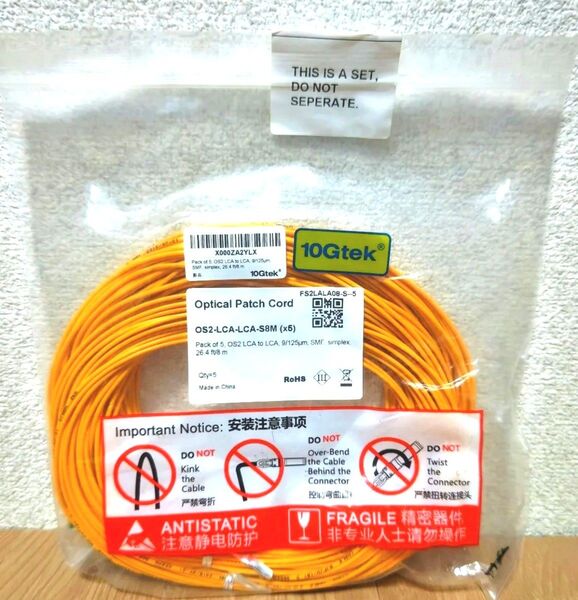 THIS IS A SET,
DO NOT
SEPERATE.
X000ZA2YLX
Pack of 5, OS2 LCA to LCA, 9/125μm,
SMF, simplex, 26.4 ft/8 m
新品
10Gtek®
10Gtek®
FS2LALA08-S--5
Optical Patch Cord
OS2-LCA-LCA-S8M (x5)
Pack of 5, OS2 LCA to LCA, 9/125μm, SMF, simplex,
26.4 ft/8 m
Qty=5
Made in China
RoHS
Important Notice: 安装注意事项
DO NOT
Kink
the
Cable
严禁弯折
DO NOT
Over-Bend
the Cable
Behind the
Connector
DO NOT
Twist
the
Connector
严禁扭转连接头
ANTISTATIC
注意静电防护
FRAGILE 精密器件
非专业人士请勿操作